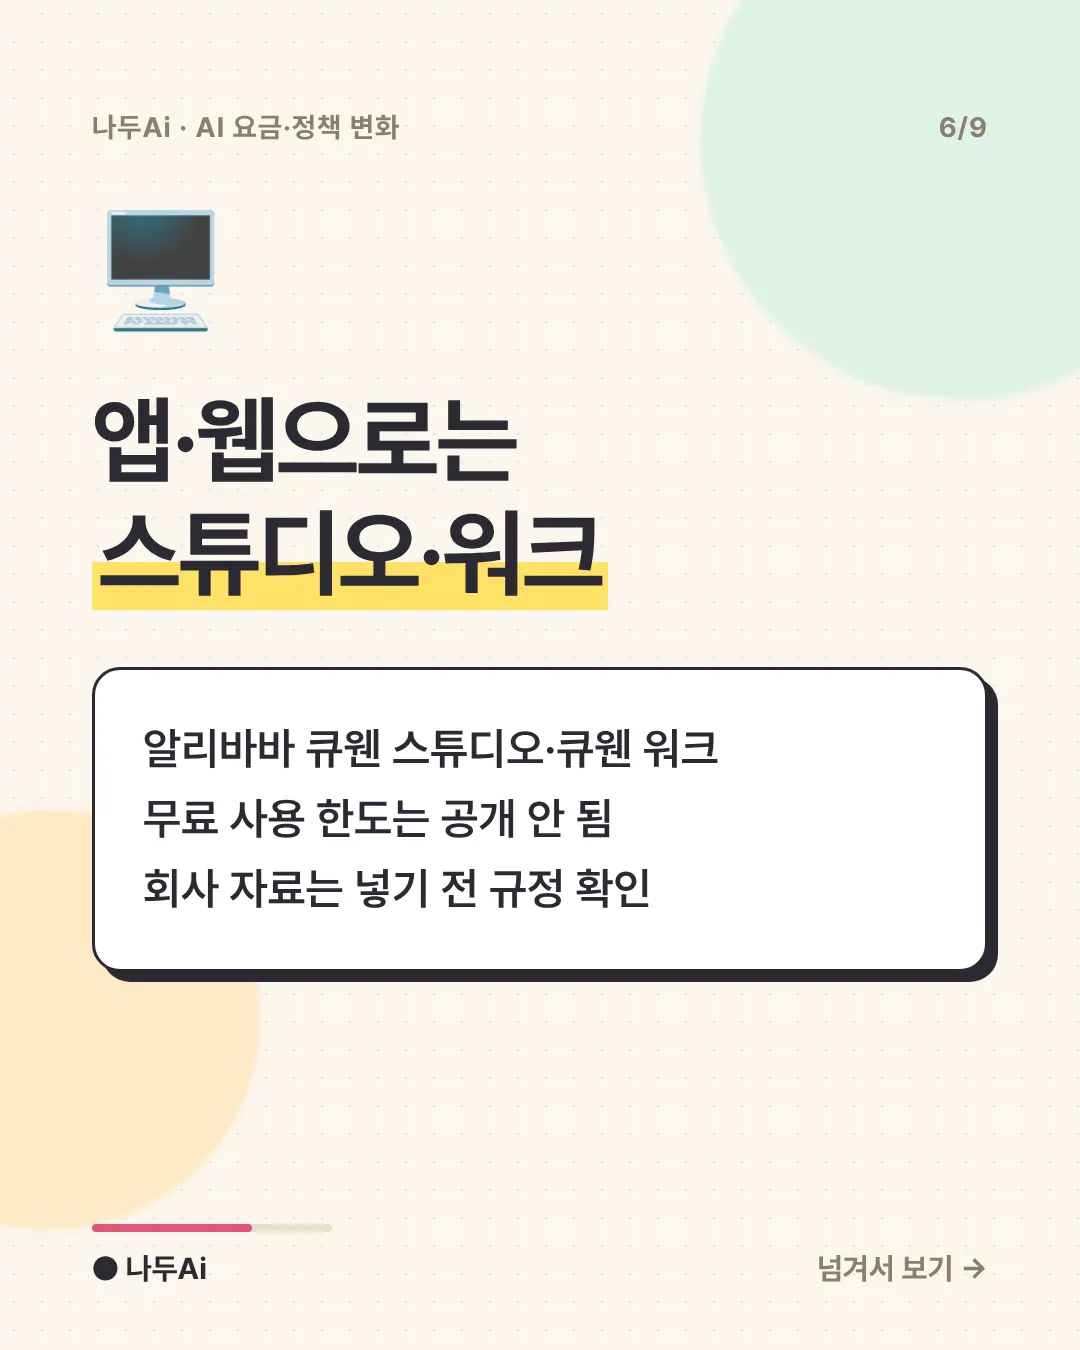 나두Ai · AI 요금·정책 변화
6/9
앱·웹으로는
스튜디오·워크
알리바바 큐웬 스튜디오·큐웬 워크
무료 사용 한도는 공개 안 됨
회사 자료는 넣기 전 규정 확인
나두Ai
넘겨서 보기 →